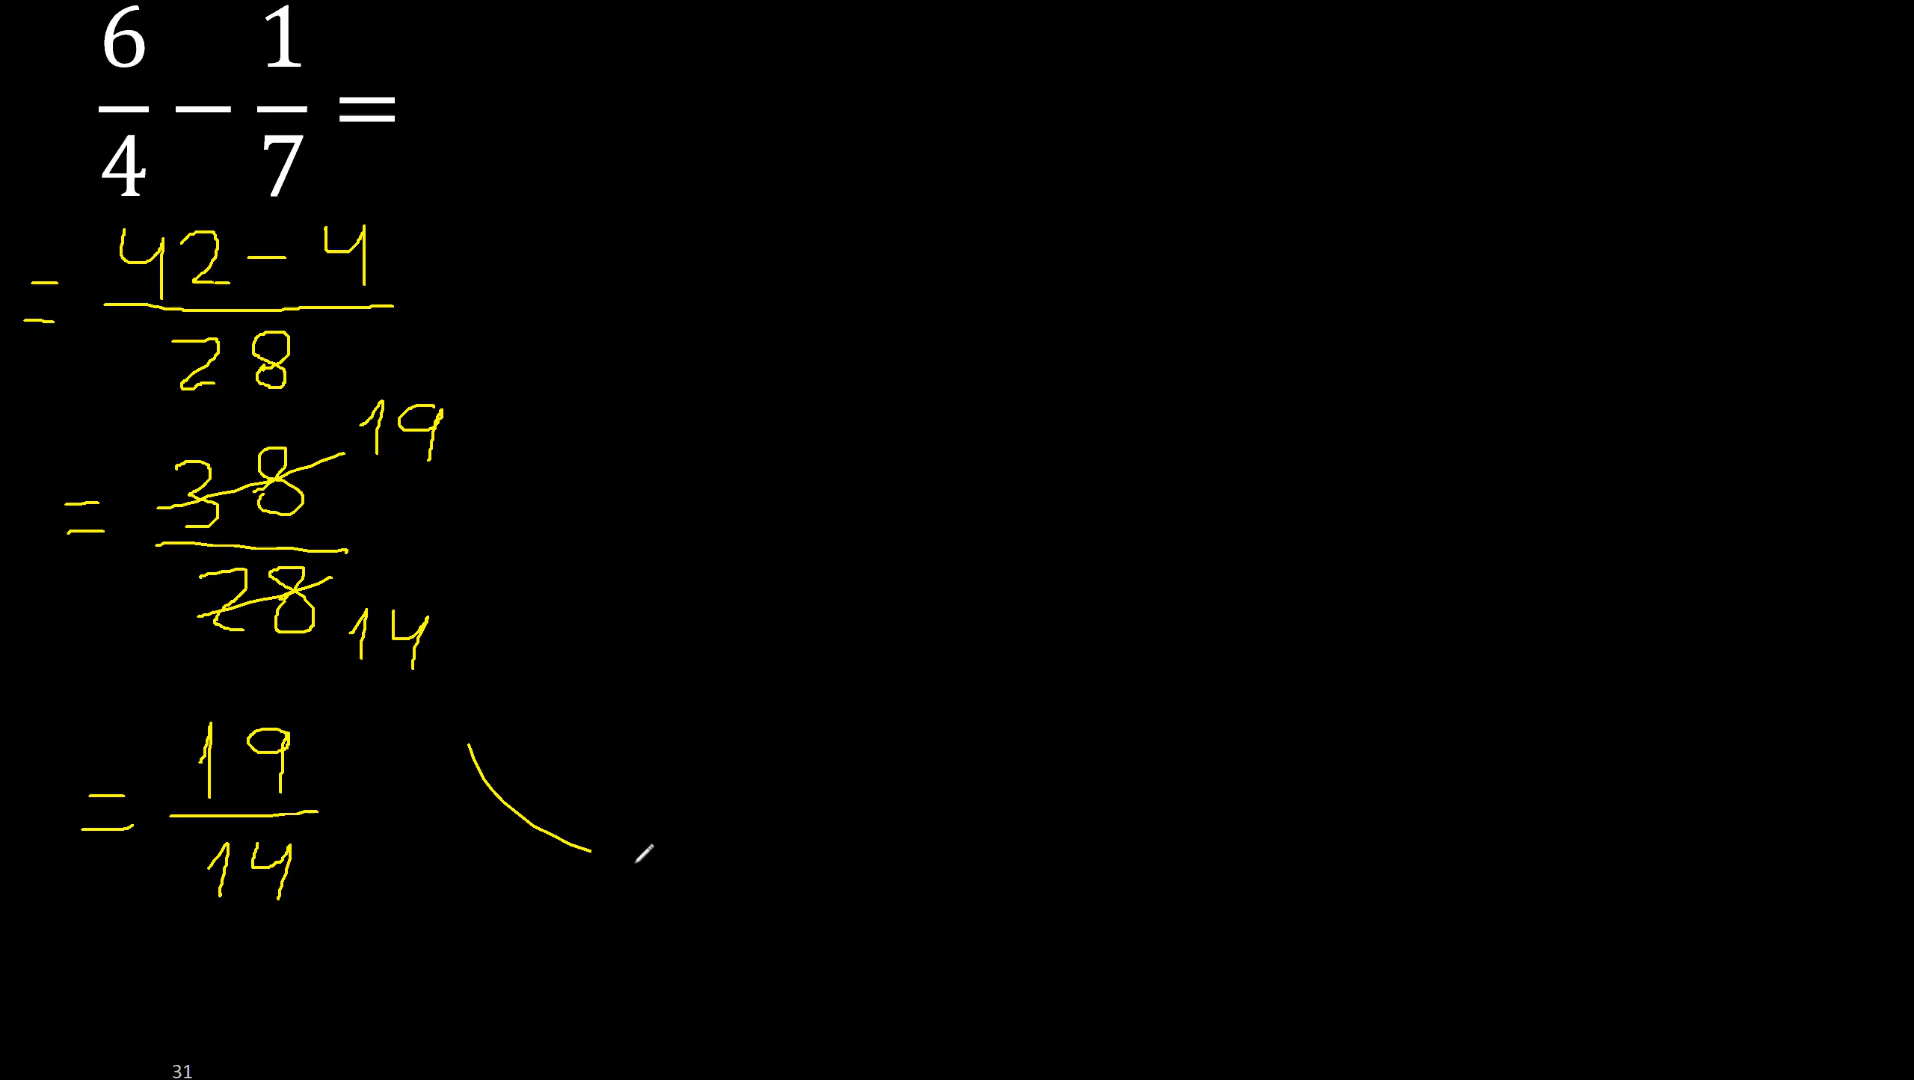 6/4 − 1/7 =
= 42 − 4 / 28
= 38 19 / 28 14
= 19 / 14
31